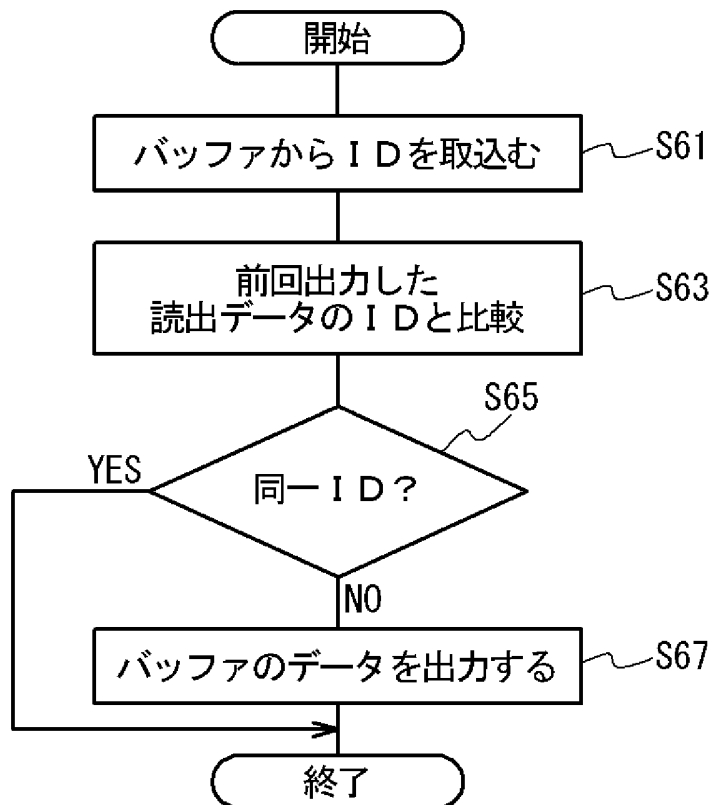 開始
バッファからＩＤを取込む
S61
前回出力した
読出データのＩＤと比較
S63
S65
YES
同一ＩＤ？
NO
バッファのデータを出力する
S67
終了